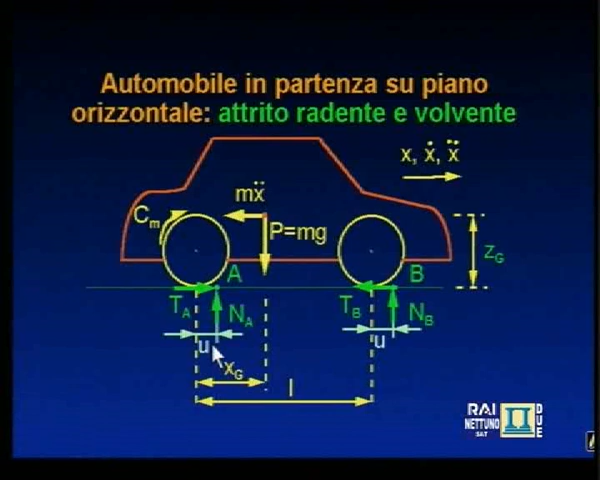 Automobile in partenza su piano
orizzontale: attrito radente e volvente
x, ẋ, ẍ
mẍ
Cm
P=mg
zG
A
B
TA
NA
TB
NB
u
u
xG
l
RAI
NETTUNO
SAT
DUE